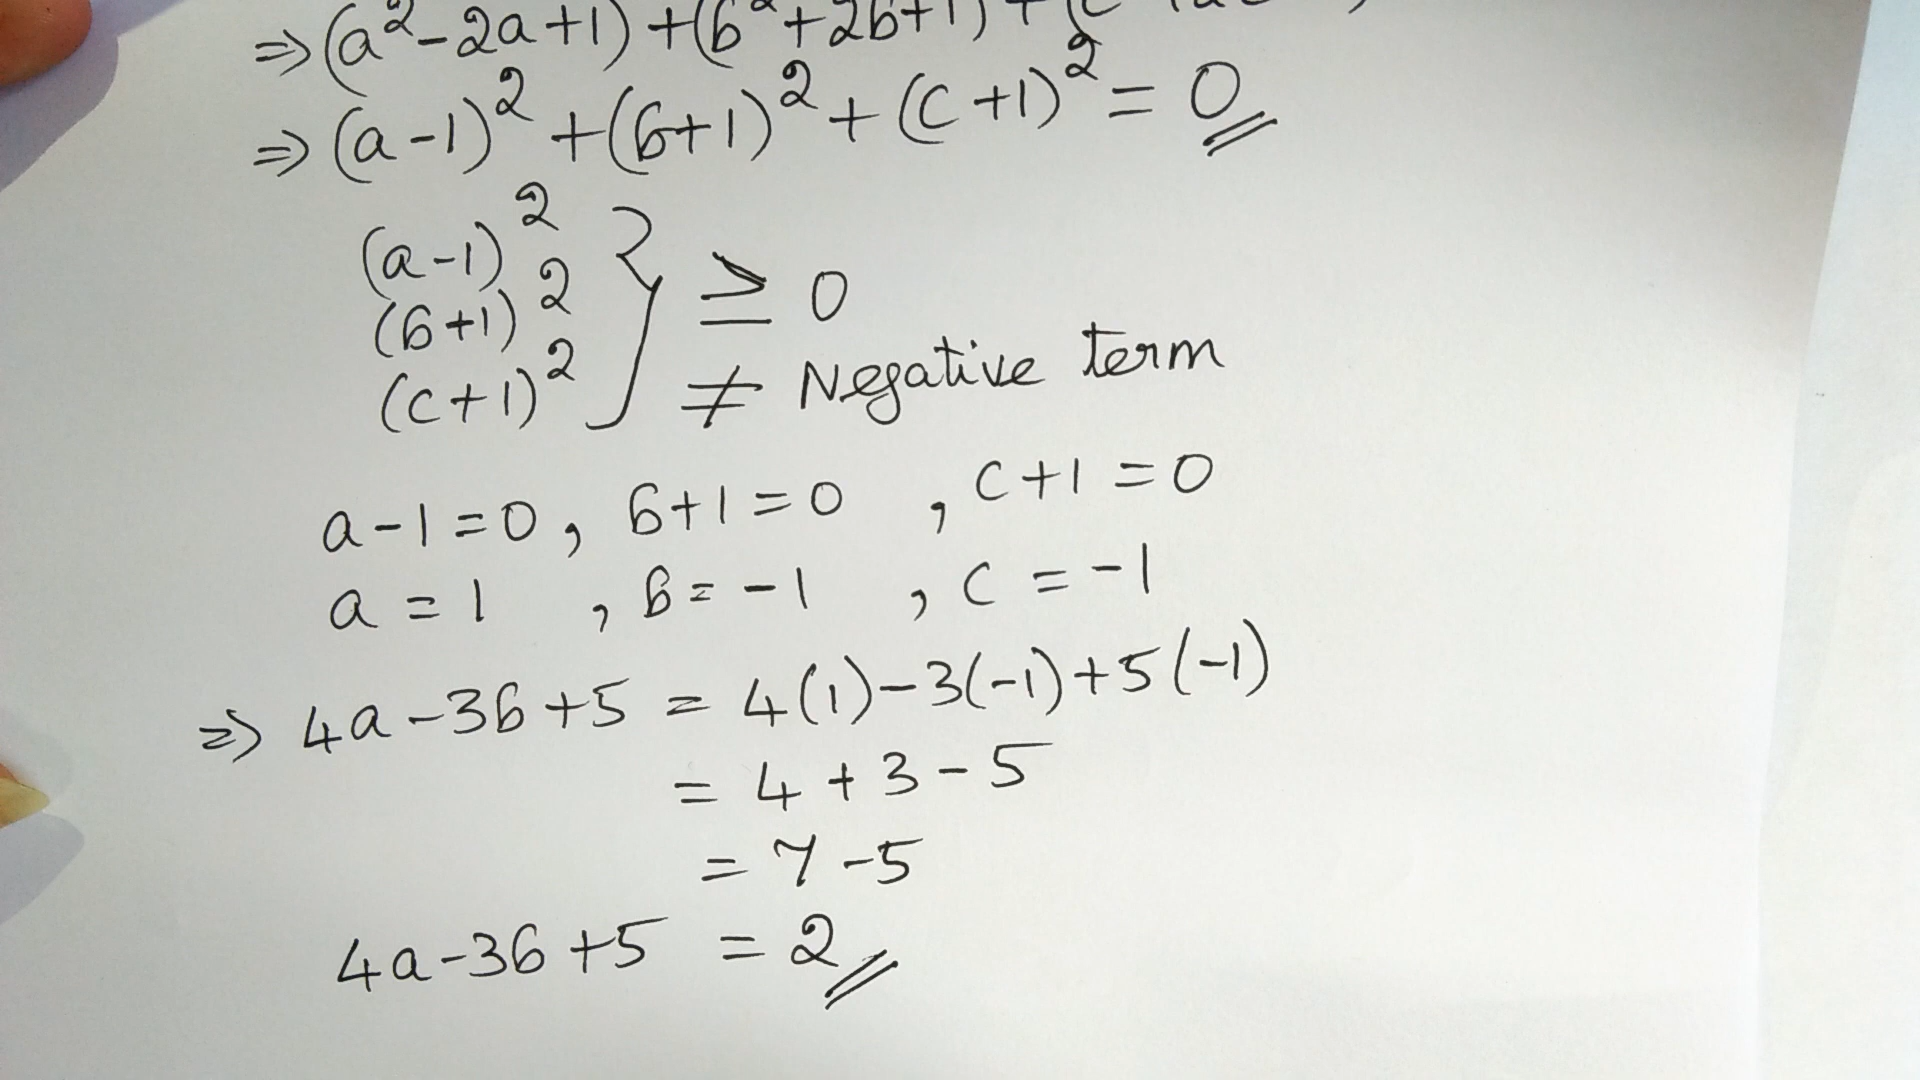 ⇒ (a²-2a+1) + (b²+2b+1) + (c
⇒ (a-1)² + (b+1)² + (c+1)² = 0
(a-1)²
(b+1)² } ≥ 0
(c+1)² ≠ Negative term
a-1=0, b+1=0, c+1=0
a=1, b=-1, c=-1
⇒ 4a-3b+5 = 4(1)-3(-1)+5(-1)
= 4+3-5
= 7-5
4a-3b+5 = 2